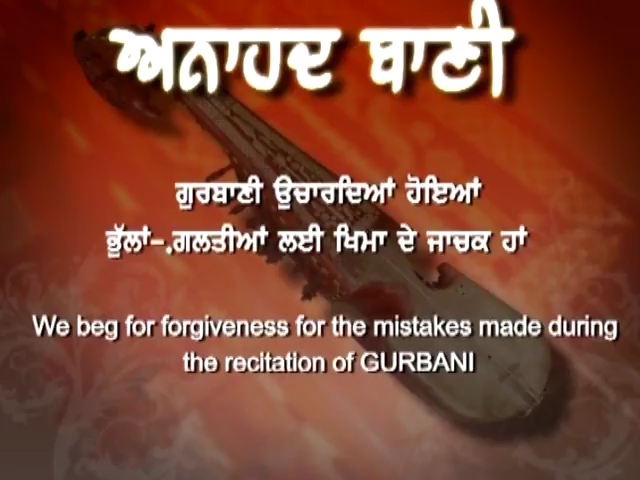 ਅਨਾਹਦ ਬਾਣੀ
ਗੁਰਬਾਣੀ ਉਚਾਰਦਿਆਂ ਹੋਇਆਂ
ਭੁੱਲਾਂ-.ਗਲਤੀਆਂ ਲਈ ਖਿਮਾ ਦੇ ਜਾਚਕ ਹਾਂ
We beg for forgiveness for the mistakes made during
the recitation of GURBANI